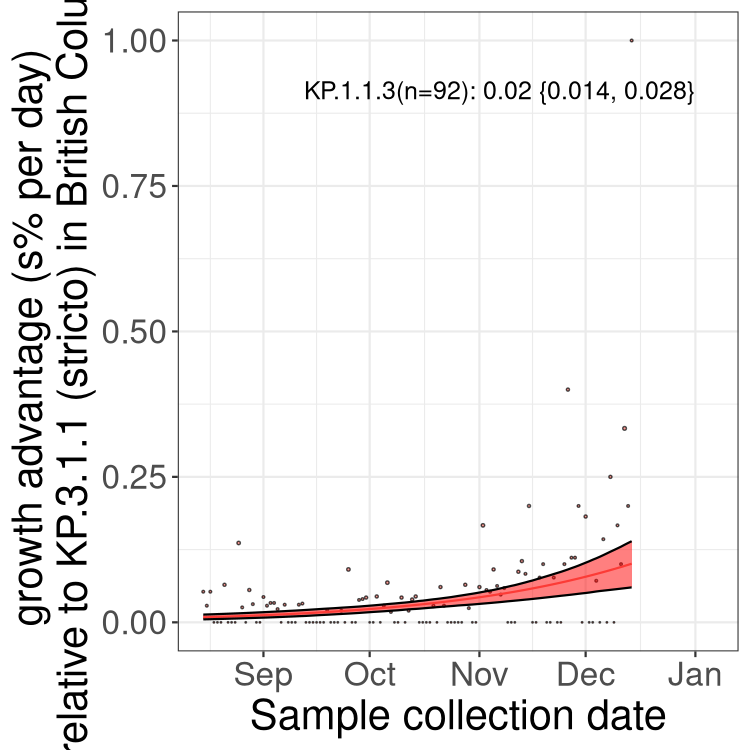 growth advantage (s% per day)
relative to KP.3.1.1 (stricto) in British Colu
1.00
0.75
0.50
0.25
0.00
KP.1.1.3(n=92): 0.02 {0.014, 0.028}
Sep Oct Nov Dec Jan
Sample collection date